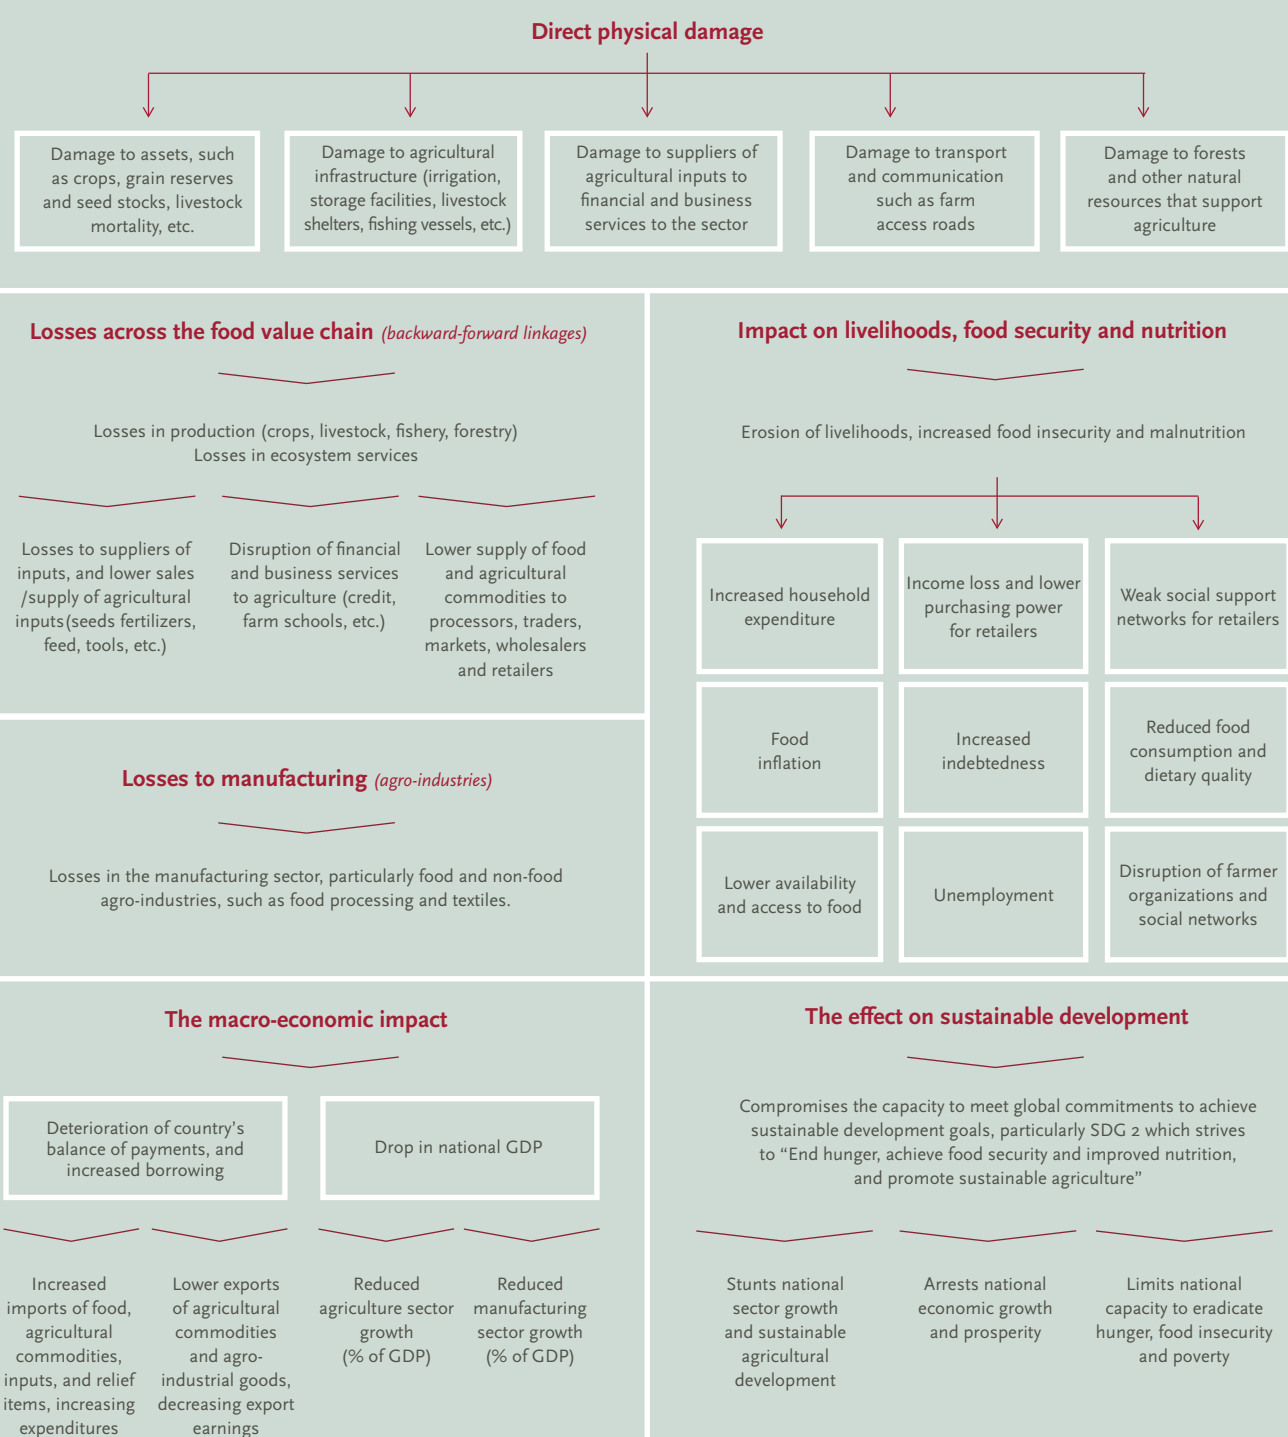 Direct physical damage
Damage to assets, such
as crops, grain reserves
and seed stocks, livestock
mortality, etc.
Damage to agricultural
infrastructure (irrigation,
storage facilities, livestock
shelters, fishing vessels, etc.)
Damage to suppliers of
agricultural inputs to
financial and business
services to the sector
Damage to transport
and communication
such as farm
access roads
Damage to forests
and other natural
resources that support
agriculture
Losses across the food value chain (backward-forward linkages)
Losses in production (crops, livestock, fishery, forestry)
Losses in ecosystem services
Losses to suppliers of
inputs, and lower sales
/supply of agricultural
inputs(seeds fertilizers,
feed, tools, etc.)
Disruption of financial
and business services
to agriculture (credit,
farm schools, etc.)
Lower supply of food
and agricultural
commodities to
processors, traders,
markets, wholesalers
and retailers
Losses to manufacturing (agro-industries)
Losses in the manufacturing sector, particularly food and non-food
agro-industries, such as food processing and textiles.
Impact on livelihoods, food security and nutrition
Erosion of livelihoods, increased food insecurity and malnutrition
Increased household
expenditure
Income loss and lower
purchasing power
for retailers
Weak social support
networks for retailers
Food
inflation
Increased
indebtedness
Reduced food
consumption and
dietary quality
Lower availability
and access to food
Unemployment
Disruption of farmer
organizations and
social networks
The macro-economic impact
Deterioration of country's
balance of payments, and
increased borrowing
Drop in national GDP
Increased
imports of food,
agricultural
commodities,
inputs, and relief
items, increasing
expenditures
Lower exports
of agricultural
commodities
and agro-
industrial goods,
decreasing export
earnings
Reduced
agriculture sector
growth
(% of GDP)
Reduced
manufacturing
sector growth
(% of GDP)
The effect on sustainable development
Compromises the capacity to meet global commitments to achieve
sustainable development goals, particularly SDG 2 which strives
to “End hunger, achieve food security and improved nutrition,
and promote sustainable agriculture”
Stunts national
sector growth
and sustainable
agricultural
development
Arrests national
economic growth
and prosperity
Limits national
capacity to eradicate
hunger, food insecurity
and poverty